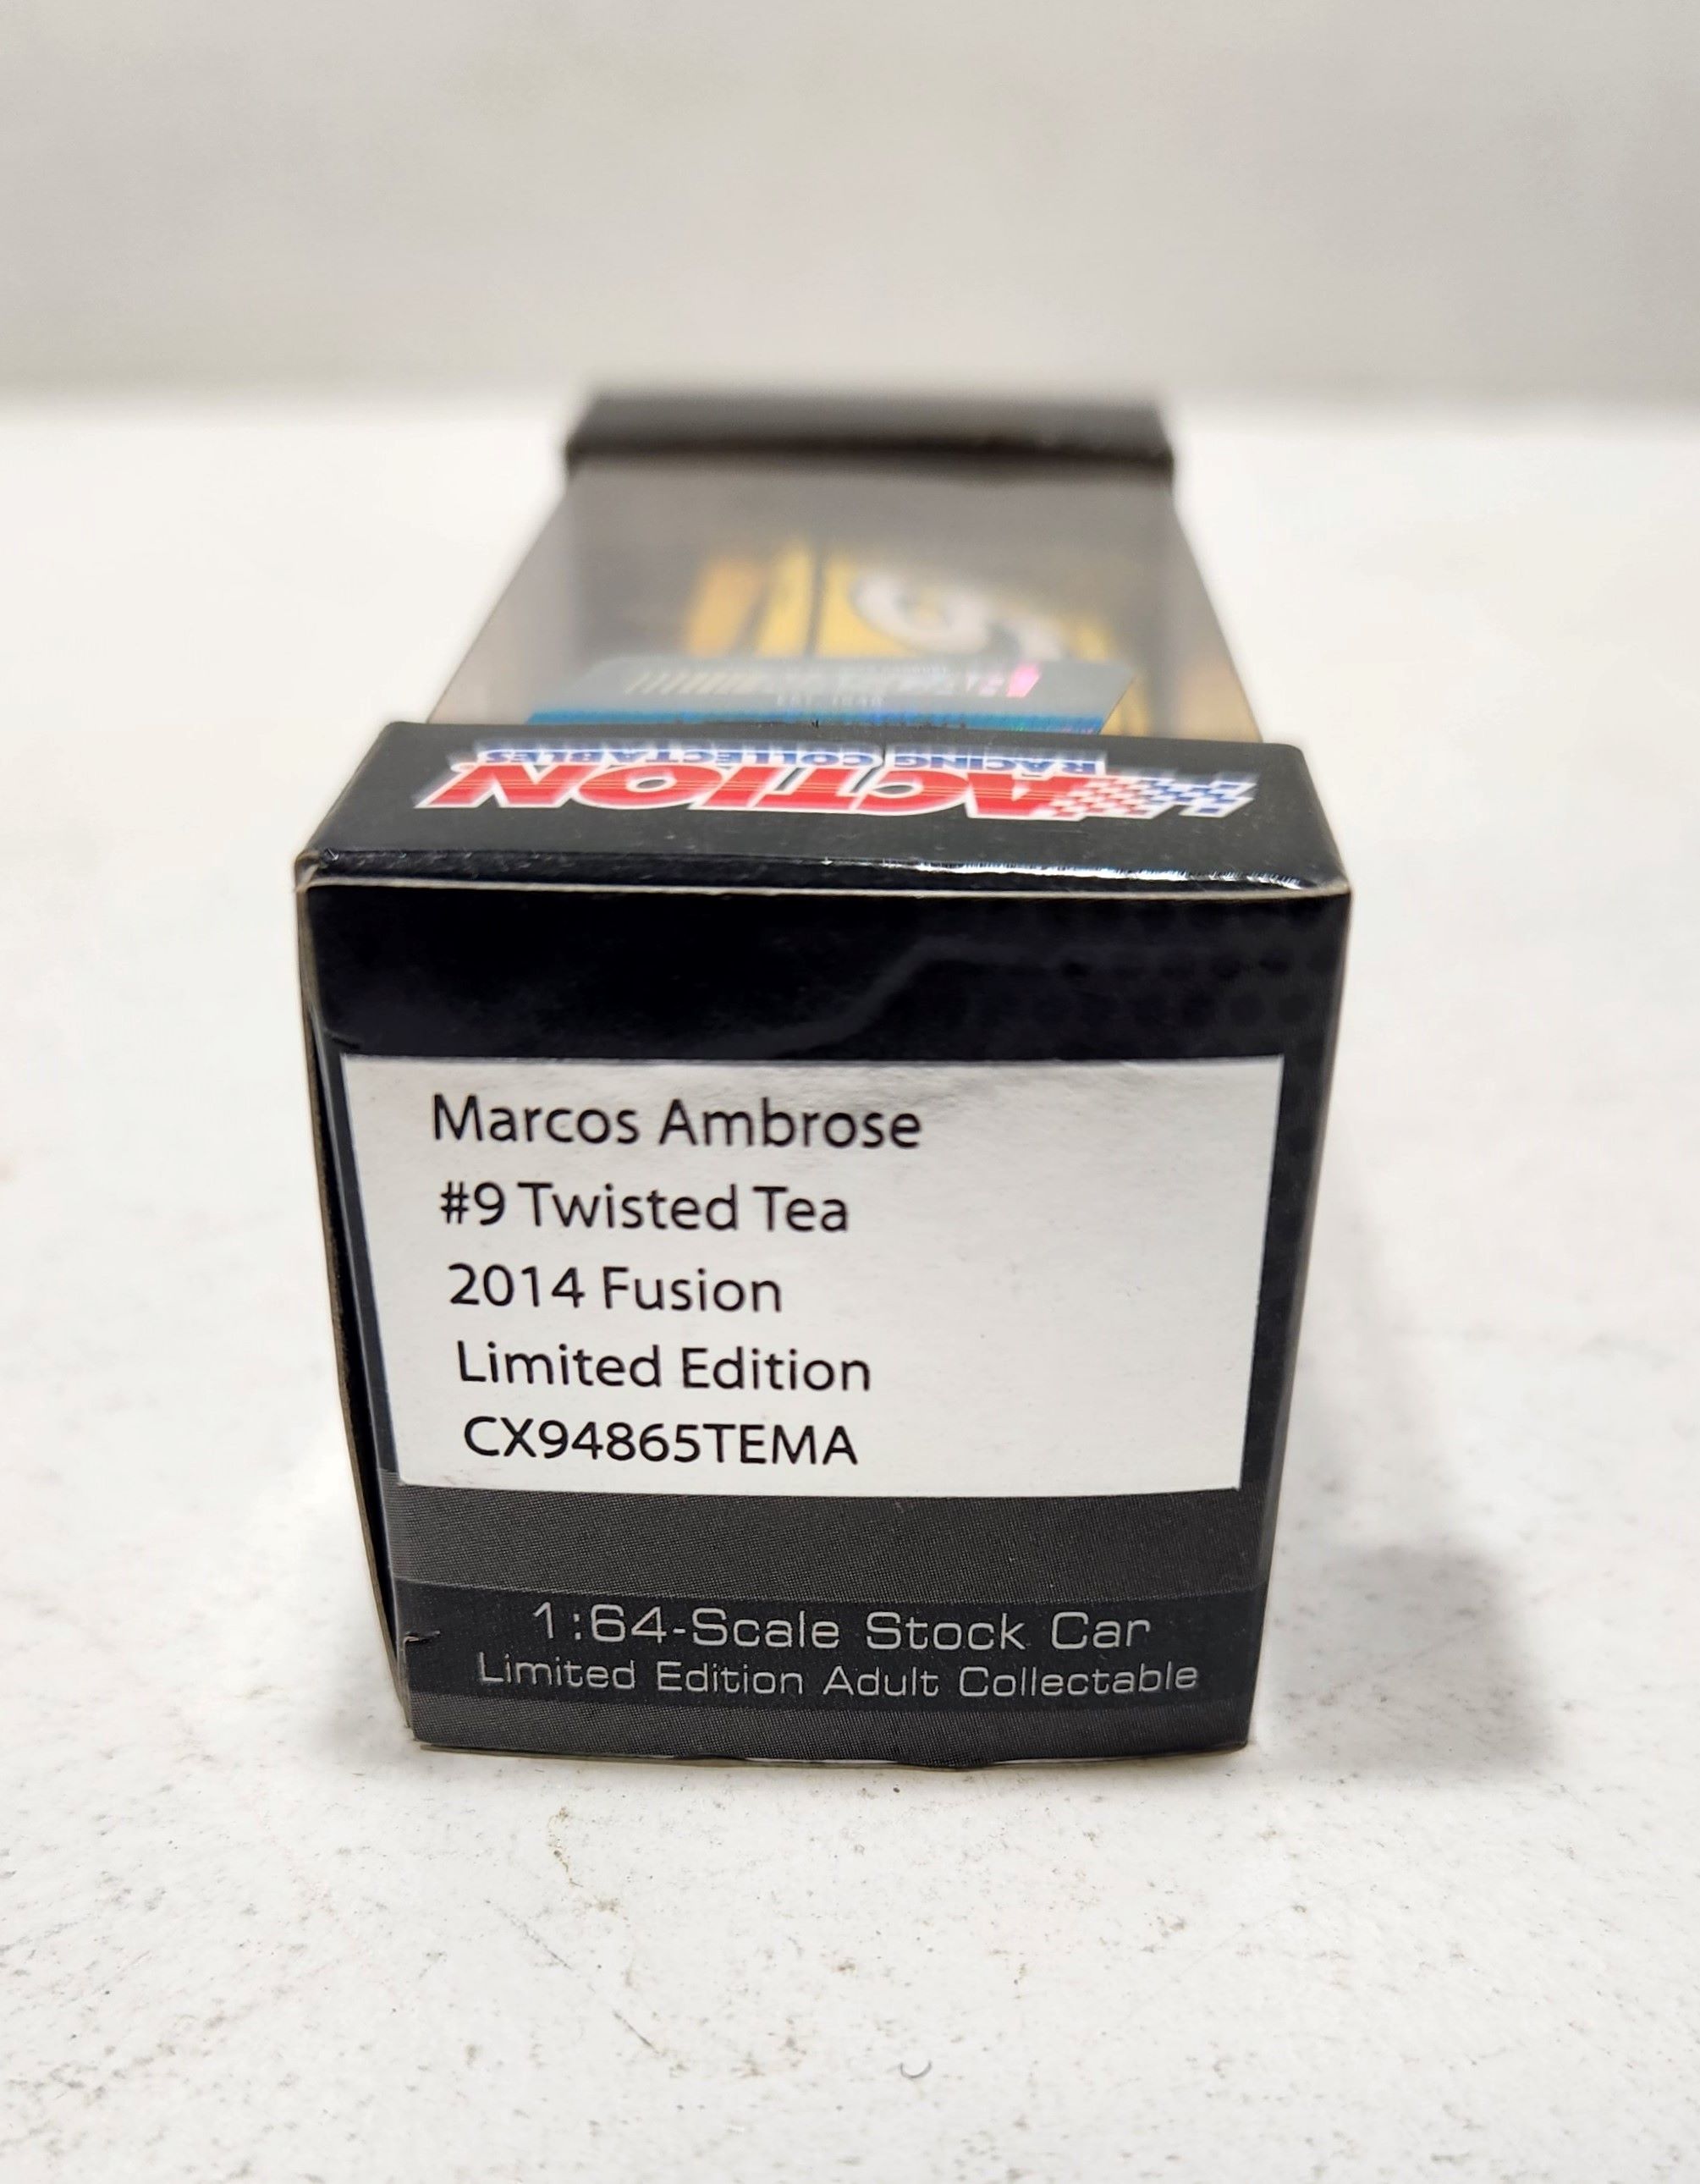 ACTION
RACING COLLECTABLES
Marcos Ambrose
#9 Twisted Tea
2014 Fusion
Limited Edition
CX94865TEMA
1:64-Scale Stock Car
Limited Edition Adult Collectable